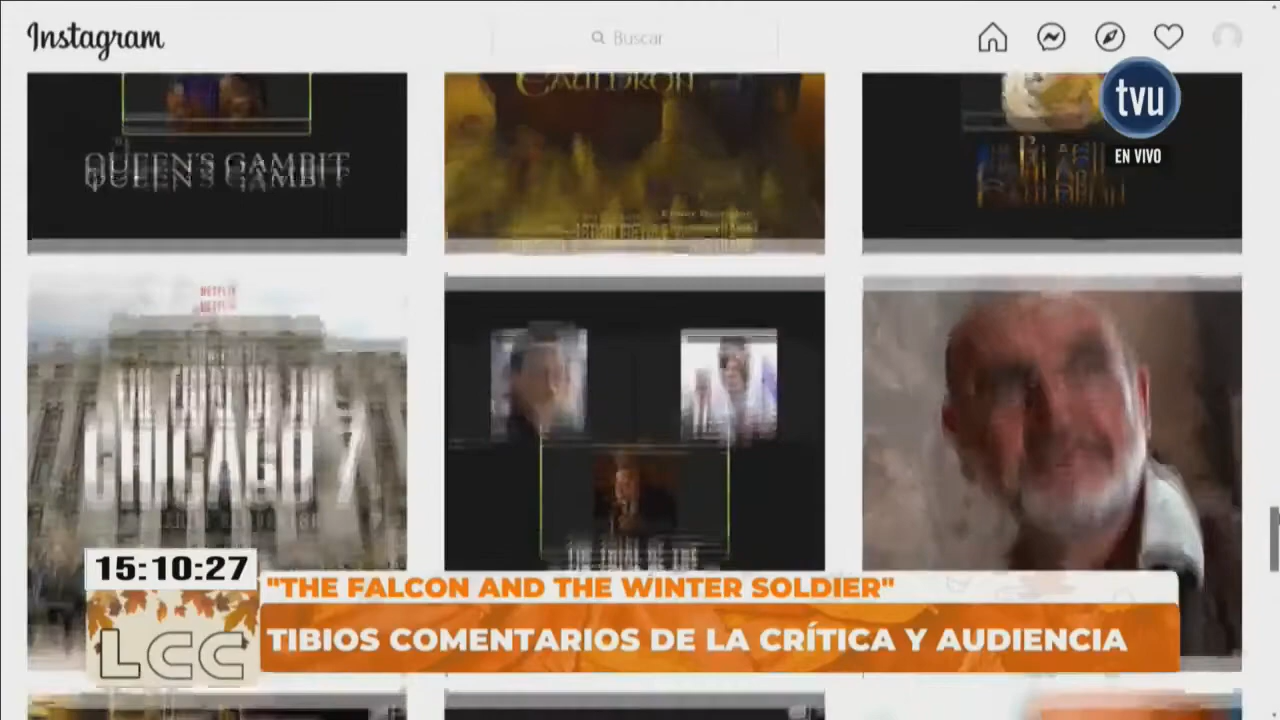 Instagram
Buscar
tvu
EN VIVO
CAULDRON
QUEEN'S GAMBIT
NETFLIX
CHICAGO 7
15:10:27
"THE FALCON AND THE WINTER SOLDIER"
LCC
TIBIOS COMENTARIOS DE LA CRÍTICA Y AUDIENCIA